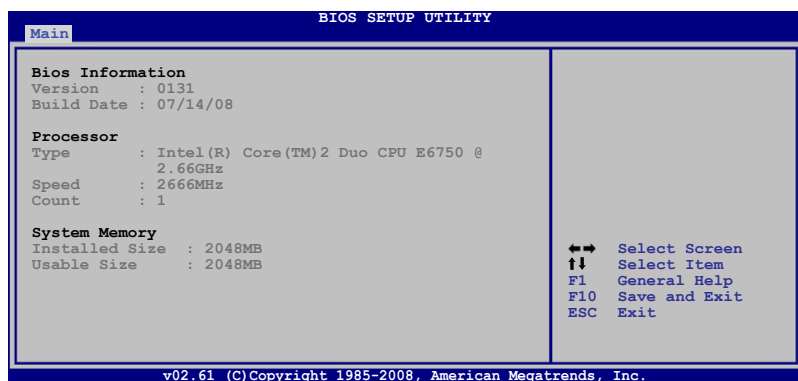 BIOS SETUP UTILITY
Main
Bios Information
Version : 0131
Build Date : 07/14/08
Processor
Type : Intel(R) Core(TM)2 Duo CPU E6750 @
2.66GHz
Speed : 2666MHz
Count : 1
System Memory
Installed Size : 2048MB
Usable Size : 2048MB
←→ Select Screen
↑↓ Select Item
F1 General Help
F10 Save and Exit
ESC Exit
v02.61 (C)Copyright 1985-2008, American Megatrends, Inc.